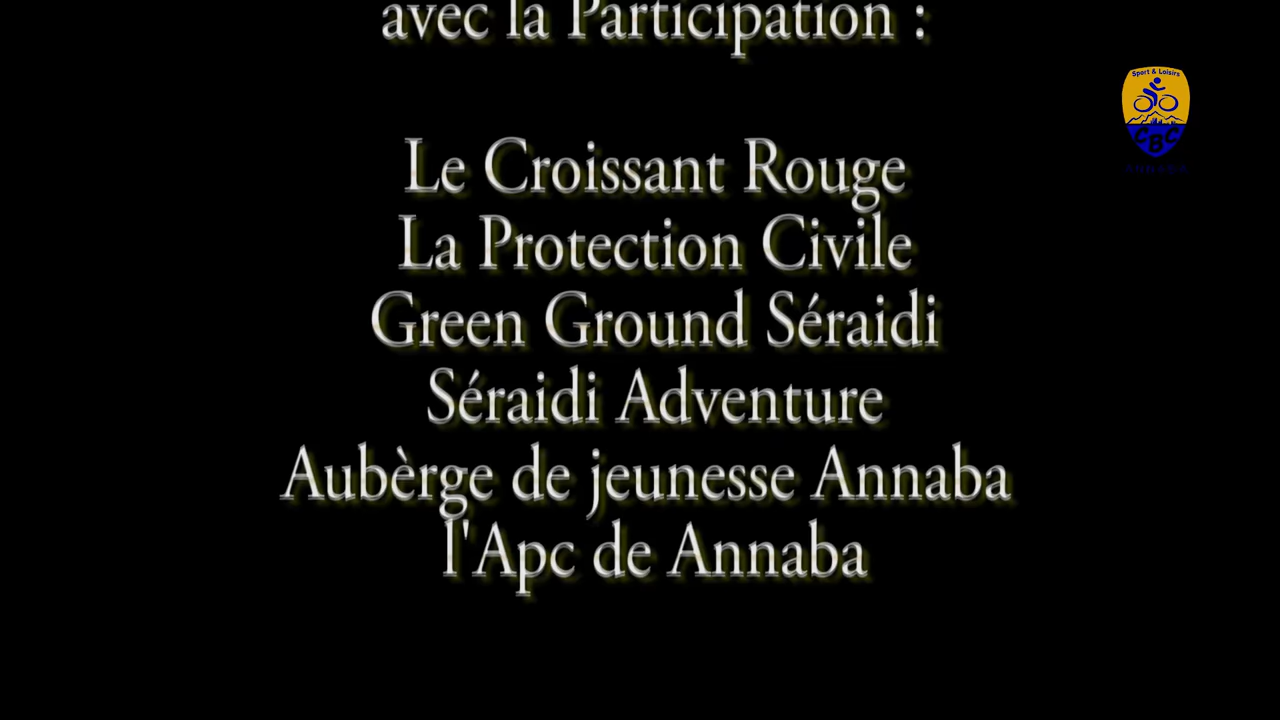 avec la Participation :
Sport & Loisirs
CBC
Le Croissant Rouge
La Protection Civile
Green Ground Séraidi
Séraidi Adventure
Aubèrge de jeunesse Annaba
l'Apc de Annaba